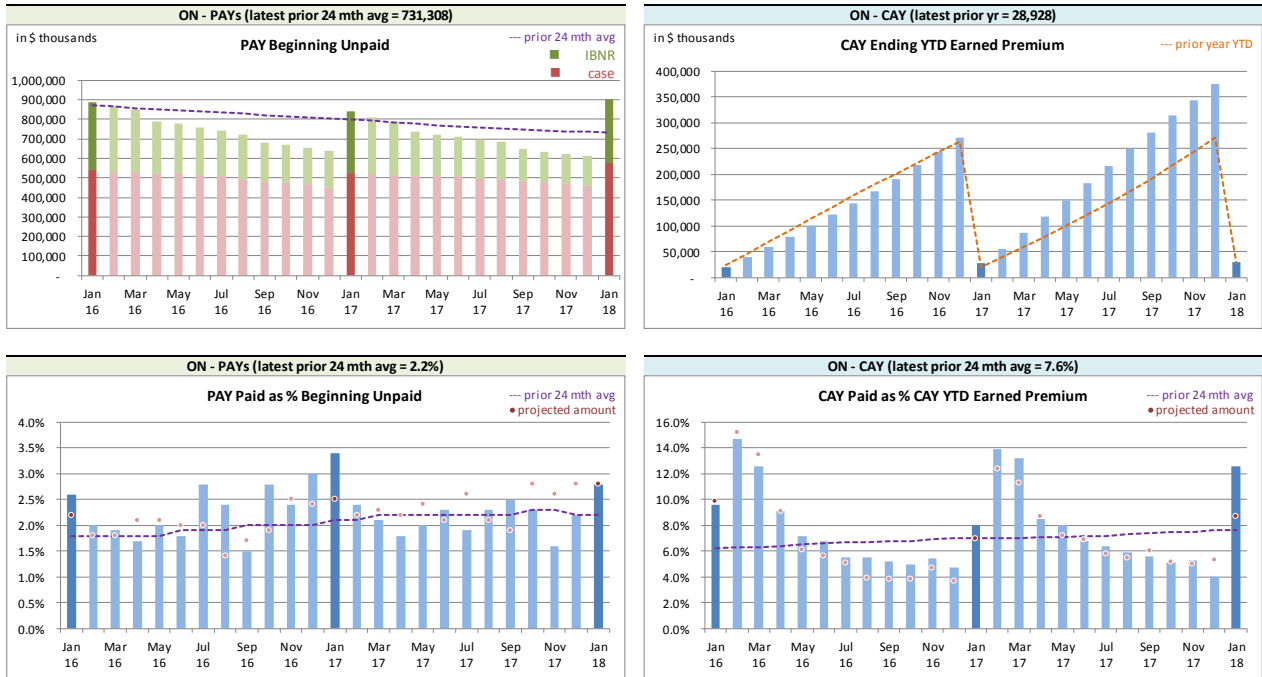 ON - PAYs (latest prior 24 mth avg = 731,308)
in $ thousands
PAY Beginning Unpaid
--- prior 24 mth avg
IBNR
case
1,000,000
900,000
800,000
700,000
600,000
500,000
400,000
300,000
200,000
100,000
-
Jan Mar May Jul Sep Nov Jan Mar May Jul Sep Nov Jan
16 16 16 16 16 16 17 17 17 17 17 17 18
ON - CAY (latest prior yr = 28,928)
in $ thousands
CAY Ending YTD Earned Premium
--- prior year YTD
400,000
350,000
300,000
250,000
200,000
150,000
100,000
50,000
-
Jan Mar May Jul Sep Nov Jan Mar May Jul Sep Nov Jan
16 16 16 16 16 16 17 17 17 17 17 17 18
ON - PAYs (latest prior 24 mth avg = 2.2%)
PAY Paid as % Beginning Unpaid
--- prior 24 mth avg
projected amount
4.0%
3.5%
3.0%
2.5%
2.0%
1.5%
1.0%
0.5%
0.0%
Jan Mar May Jul Sep Nov Jan Mar May Jul Sep Nov Jan
16 16 16 16 16 16 17 17 17 17 17 17 18
ON - CAY (latest prior 24 mth avg = 7.6%)
CAY Paid as % CAY YTD Earned Premium
--- prior 24 mth avg
projected amount
16.0%
14.0%
12.0%
10.0%
8.0%
6.0%
4.0%
2.0%
0.0%
Jan Mar May Jul Sep Nov Jan Mar May Jul Sep Nov Jan
16 16 16 16 16 16 17 17 17 17 17 17 18